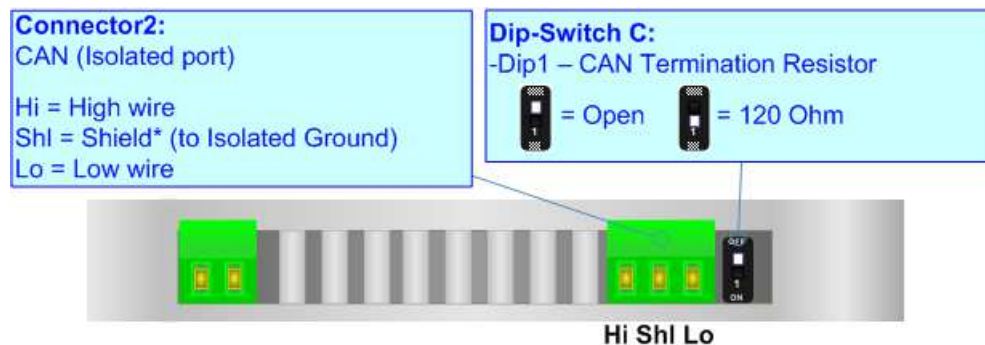 Connector2:
CAN (Isolated port)
Hi = High wire
Shl = Shield* (to Isolated Ground)
Lo = Low wire
Dip-Switch C:
-Dip1 – CAN Termination Resistor
1 = Open 1 = 120 Ohm
OFF
1
ON
Hi Shl Lo